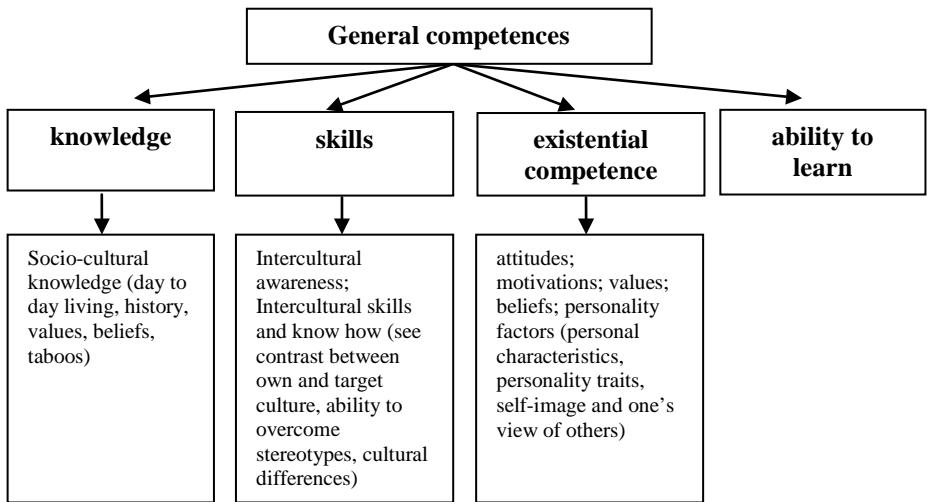 General competences
knowledge
skills
existential
competence
ability to
learn
Socio-cultural
knowledge (day to
day living, history,
values, beliefs,
taboos)
Intercultural
awareness;
Intercultural skills
and know how (see
contrast between
own and target
culture, ability to
overcome
stereotypes, cultural
differences)
attitudes;
motivations; values;
beliefs; personality
factors (personal
characteristics,
personality traits,
self-image and one’s
view of others)